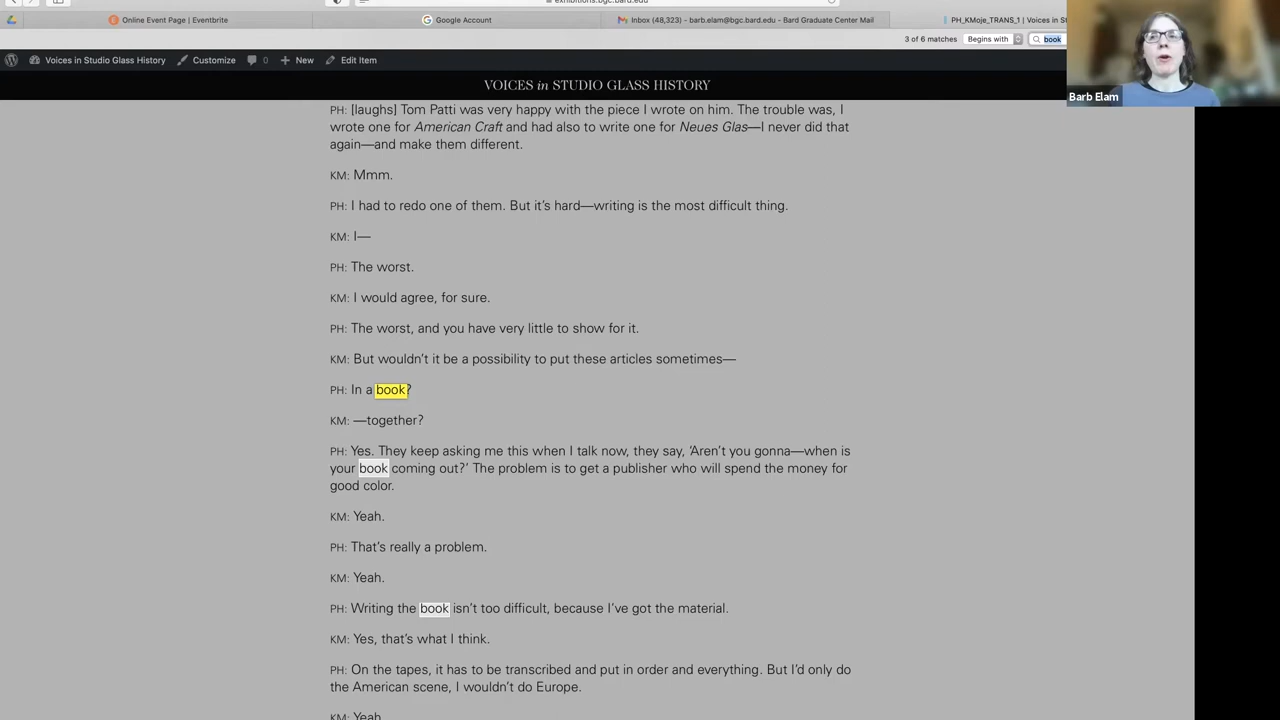 exhibitions.bgc.bard.edu
Online Event Page | Eventbrite
Google Account
Inbox (48,323) - barb.elam@bgc.bard.edu - Bard Graduate Center Mail
PH_KMoje_TRANS_1 | Voices in St
3 of 6 matches
Begins with
book
Voices in Studio Glass History
Customize
0
New
Edit Item
Barb Elam
VOICES in STUDIO GLASS HISTORY
PH: [laughs] Tom Patti was very happy with the piece I wrote on him. The trouble was, I
wrote one for American Craft and had also to write one for Neues Glas—I never did that
again—and make them different.
KM: Mmm.
PH: I had to redo one of them. But it’s hard—writing is the most difficult thing.
KM: I—
PH: The worst.
KM: I would agree, for sure.
PH: The worst, and you have very little to show for it.
KM: But wouldn’t it be a possibility to put these articles sometimes—
PH: In a book?
KM: —together?
PH: Yes. They keep asking me this when I talk now, they say, ‘Aren’t you gonna—when is
your book coming out?’ The problem is to get a publisher who will spend the money for
good color.
KM: Yeah.
PH: That’s really a problem.
KM: Yeah.
PH: Writing the book isn’t too difficult, because I’ve got the material.
KM: Yes, that’s what I think.
PH: On the tapes, it has to be transcribed and put in order and everything. But I’d only do
the American scene, I wouldn’t do Europe.
KM: Yeah